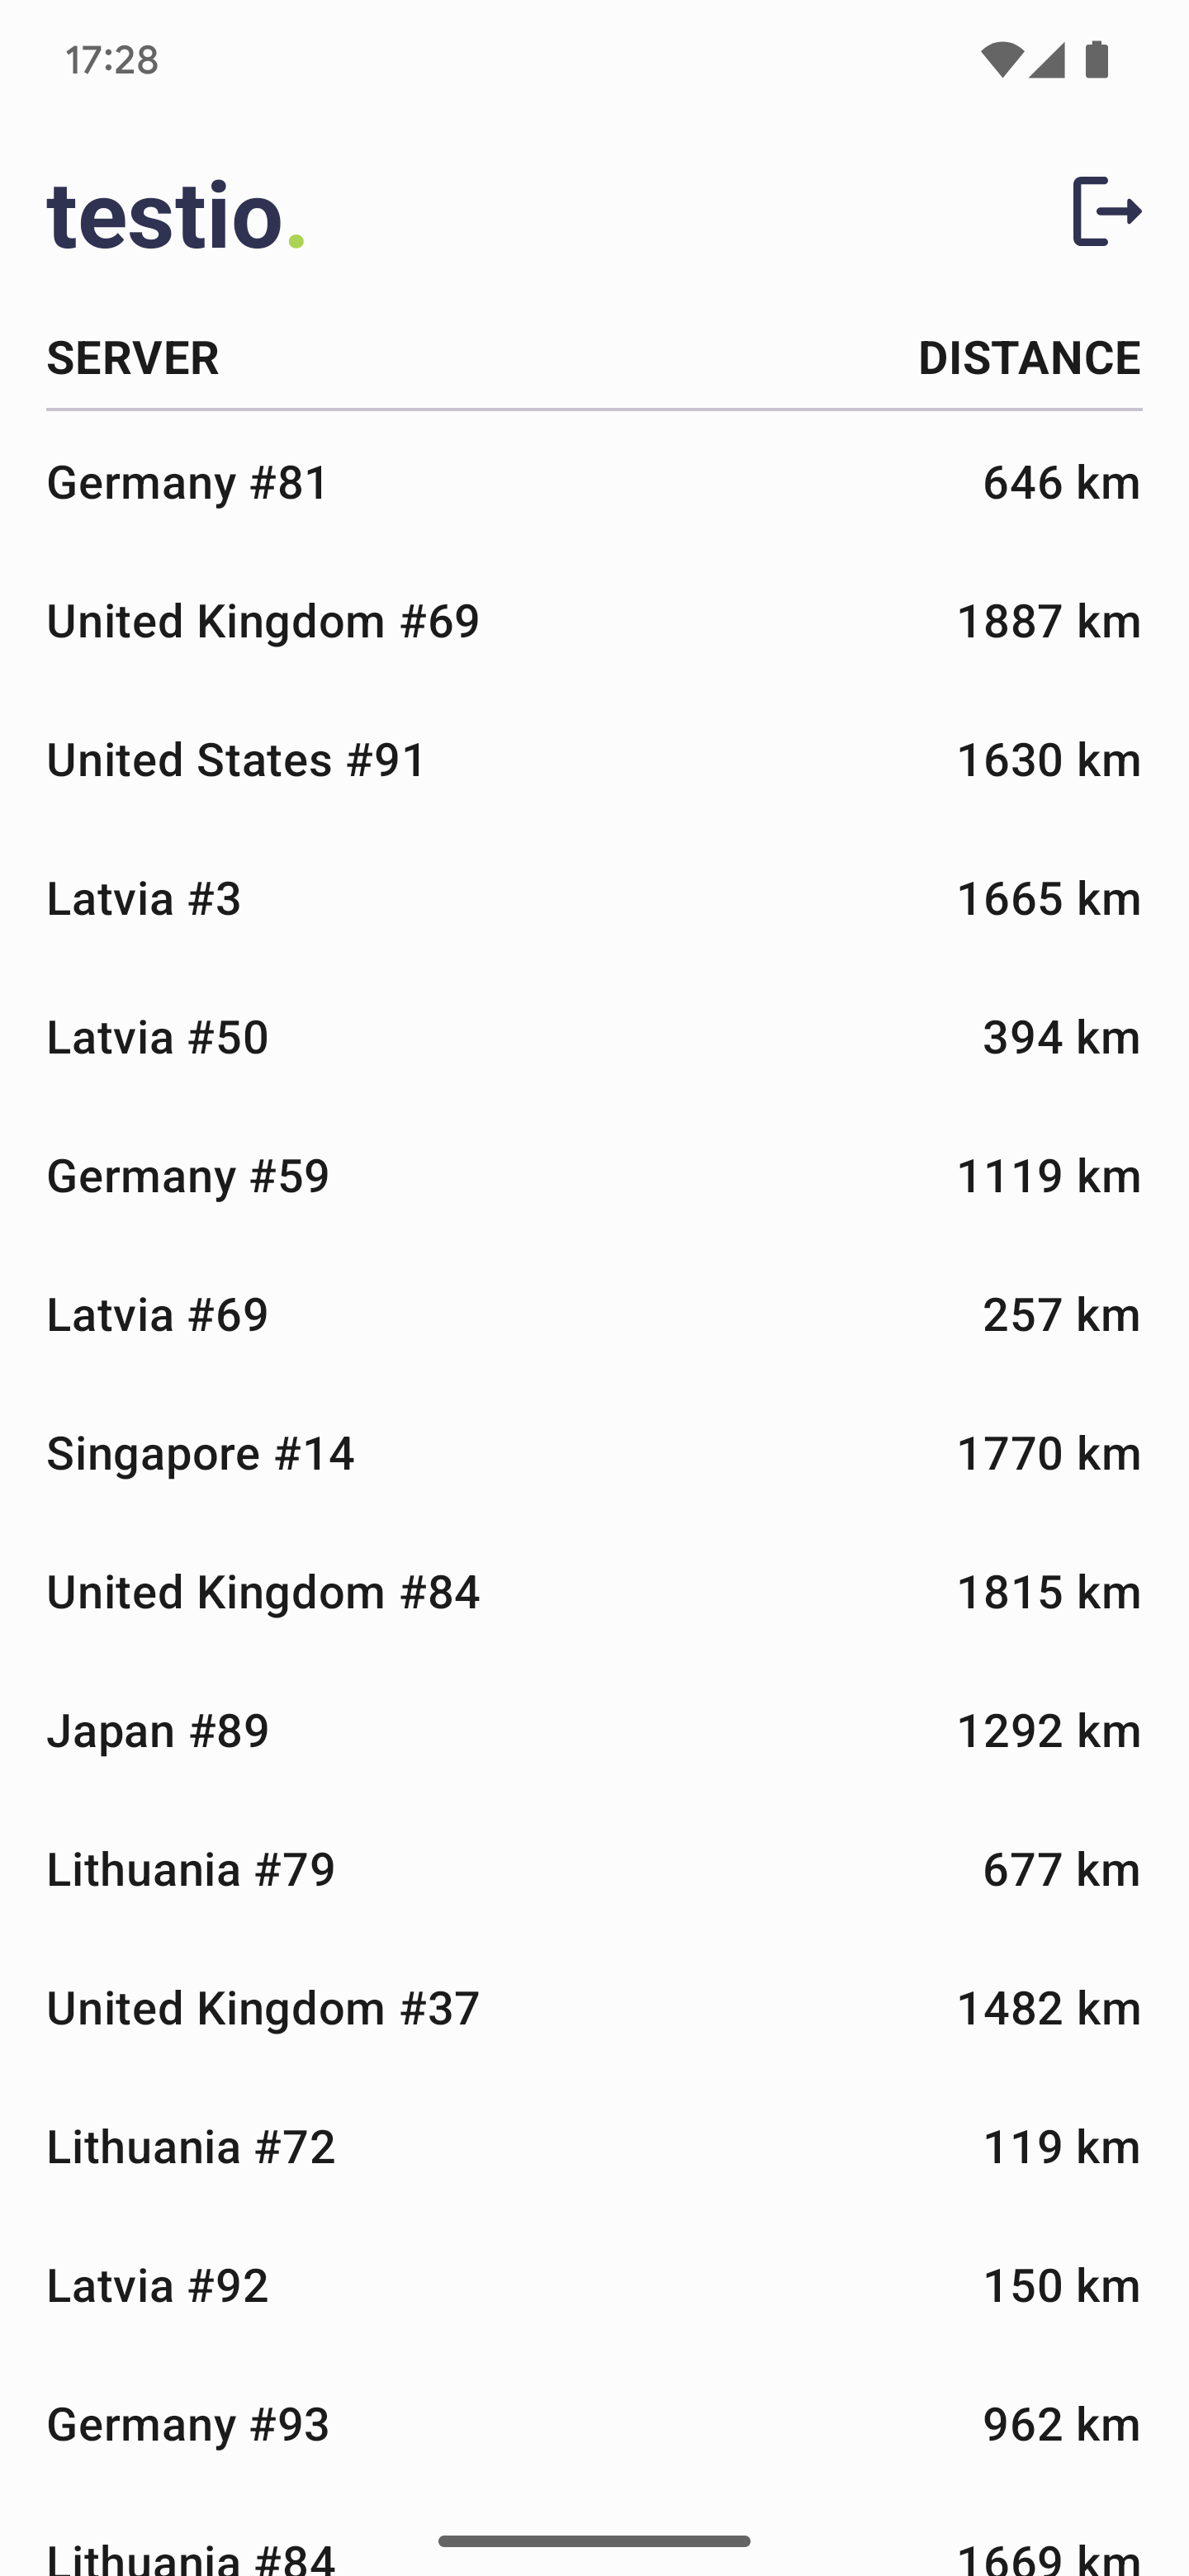 17:28
testio.
SERVER DISTANCE
Germany #81 646 km
United Kingdom #69 1887 km
United States #91 1630 km
Latvia #3 1665 km
Latvia #50 394 km
Germany #59 1119 km
Latvia #69 257 km
Singapore #14 1770 km
United Kingdom #84 1815 km
Japan #89 1292 km
Lithuania #79 677 km
United Kingdom #37 1482 km
Lithuania #72 119 km
Latvia #92 150 km
Germany #93 962 km
Lithuania #84 1669 km